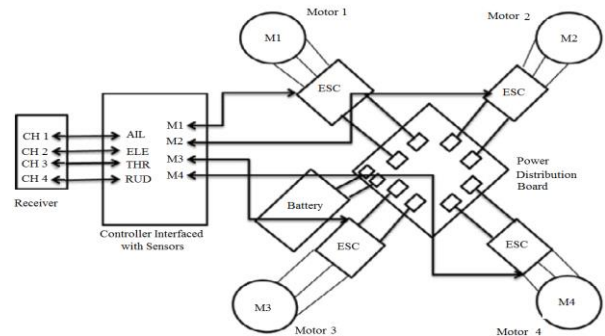 Motor 1
M1
Motor 2
M2
ESC
ESC
CH 1
CH 2
CH 3
CH 4
Receiver
AIL
ELE
THR
RUD
M1
M2
M3
M4
Controller Interfaced
with Sensors
Power
Distribution
Board
Battery
ESC
ESC
M3
Motor 3
M4
Motor 4